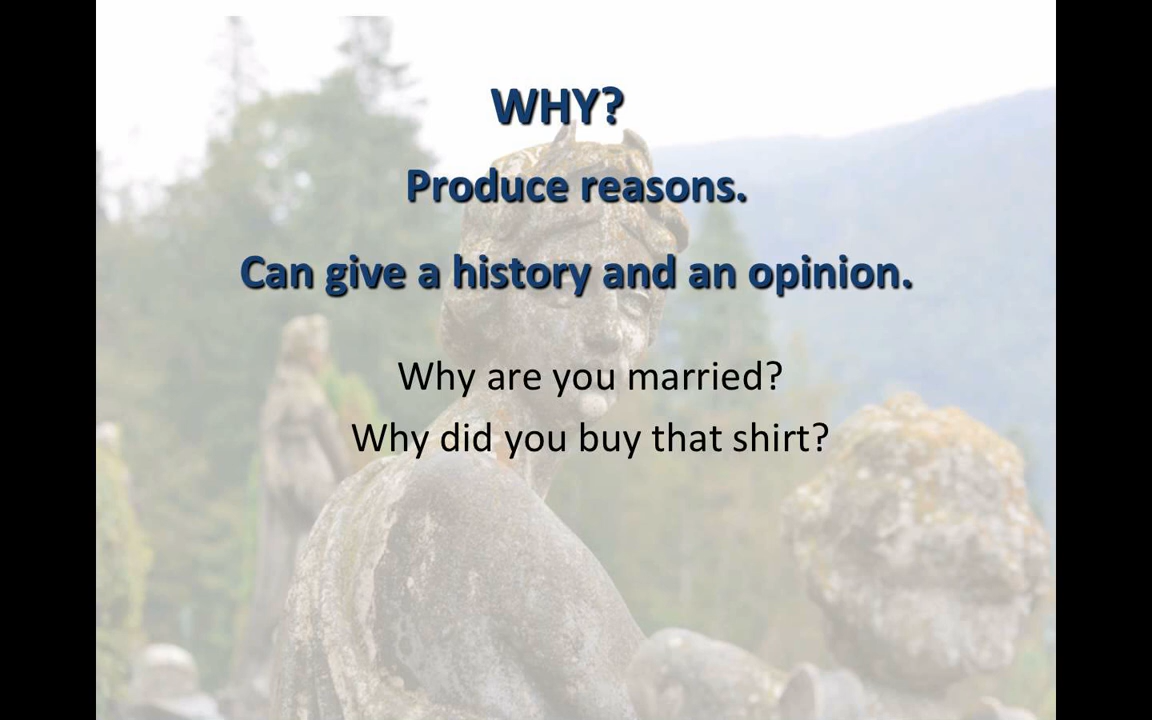 WHY?
Produce reasons.
Can give a history and an opinion.
Why are you married?
Why did you buy that shirt?